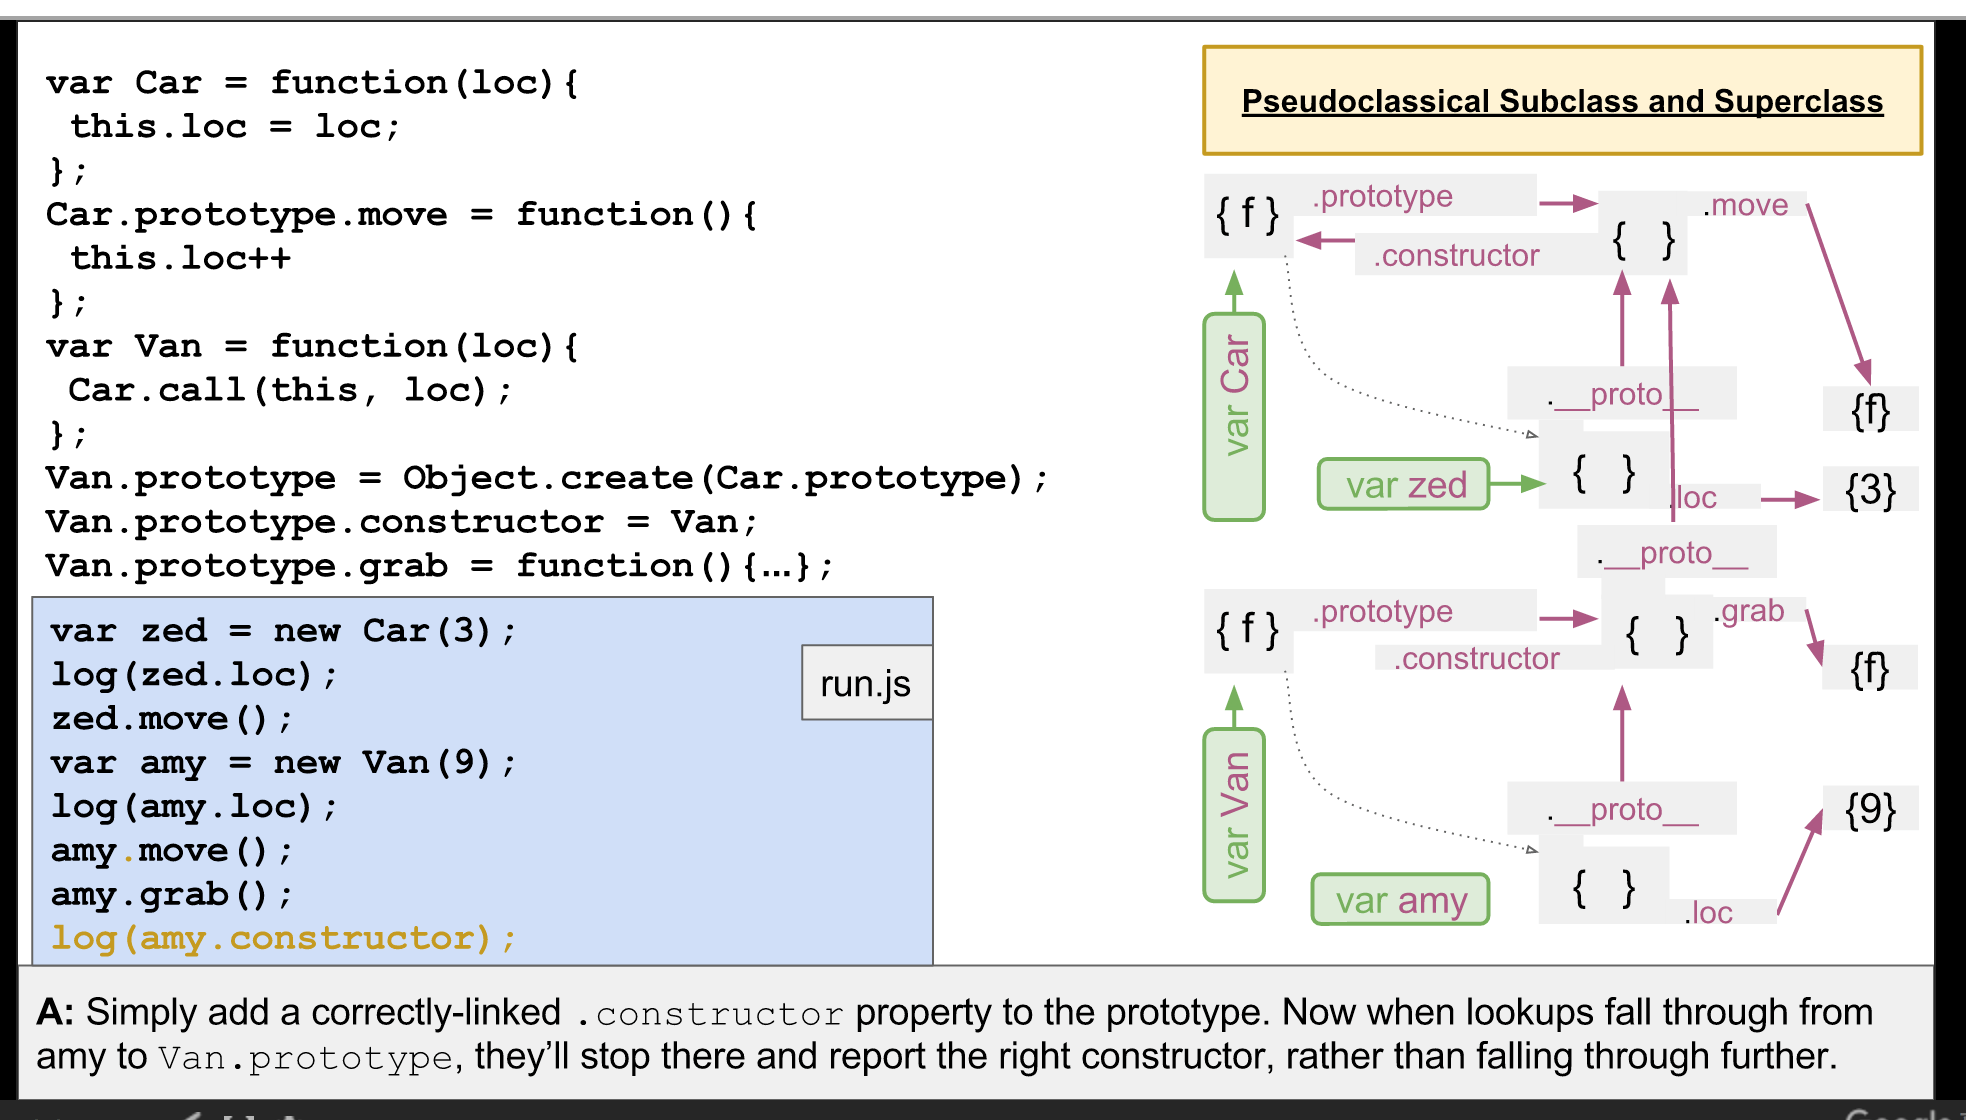 var Car = function(loc){
this.loc = loc;
};
Car.prototype.move = function(){
this.loc++
};
var Van = function(loc){
Car.call(this, loc);
};
Van.prototype = Object.create(Car.prototype);
Van.prototype.constructor = Van;
Van.prototype.grab = function(){…};
var zed = new Car(3);
log(zed.loc);
zed.move();
var amy = new Van(9);
log(amy.loc);
amy.move();
amy.grab();
log(amy.constructor);
run.js
Pseudoclassical Subclass and Superclass
{ f }
.prototype
.constructor
{ }
.move
var Car
.__proto__
{f}
var zed
{ }
.loc
{3}
.__proto__
{ f }
.prototype
.constructor
{ }
.grab
{f}
var Van
.__proto__
{9}
var amy
{ }
.loc
A: Simply add a correctly-linked .constructor property to the prototype. Now when lookups fall through from
amy to Van.prototype, they’ll stop there and report the right constructor, rather than falling through further.